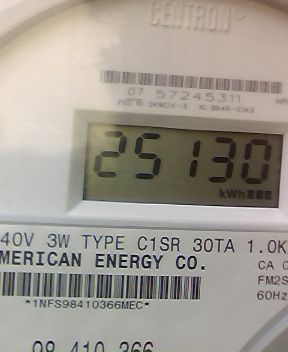 CENTRON®
07 57245311
25130
kWh
40V 3W TYPE C1SR 30TA 1.0K
MERICAN ENERGY CO.
CA 
FM2S
60Hz
*1NFS98410366MEC*
98 410 366